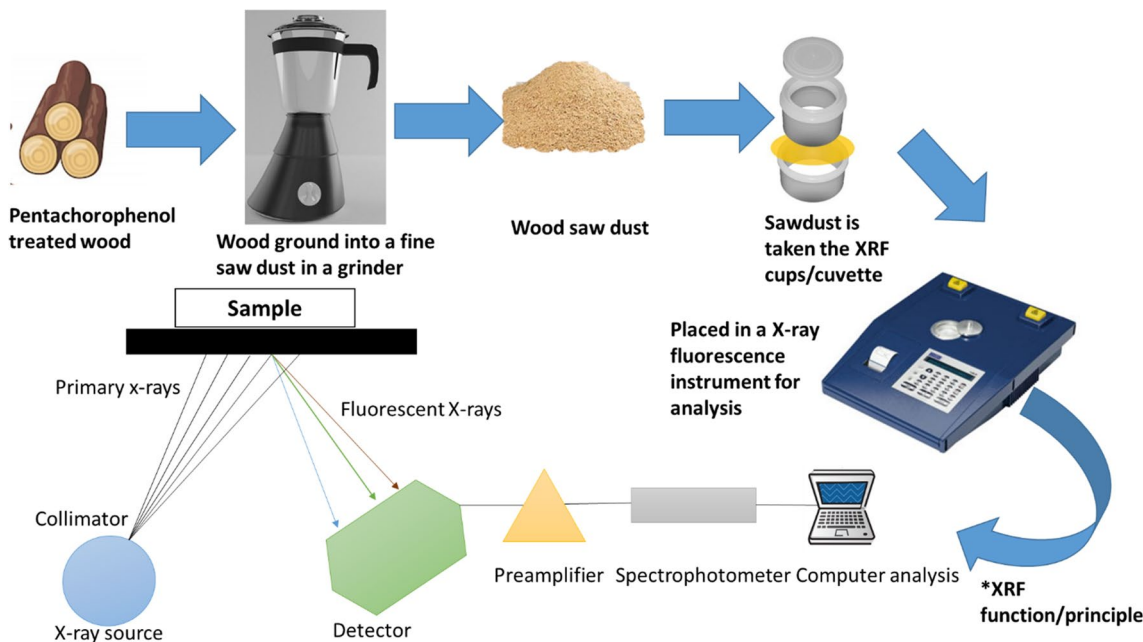 Pentachorophenol
treated wood
Wood ground into a fine
saw dust in a grinder
Wood saw dust
Sawdust is
taken the XRF
cups/cuvette
Placed in a X-ray
fluorescence
instrument for
analysis
Sample
Primary x-rays
Fluorescent X-rays
Collimator
X-ray source
Detector
Preamplifier
Spectrophotometer
Computer analysis
*XRF
function/principle